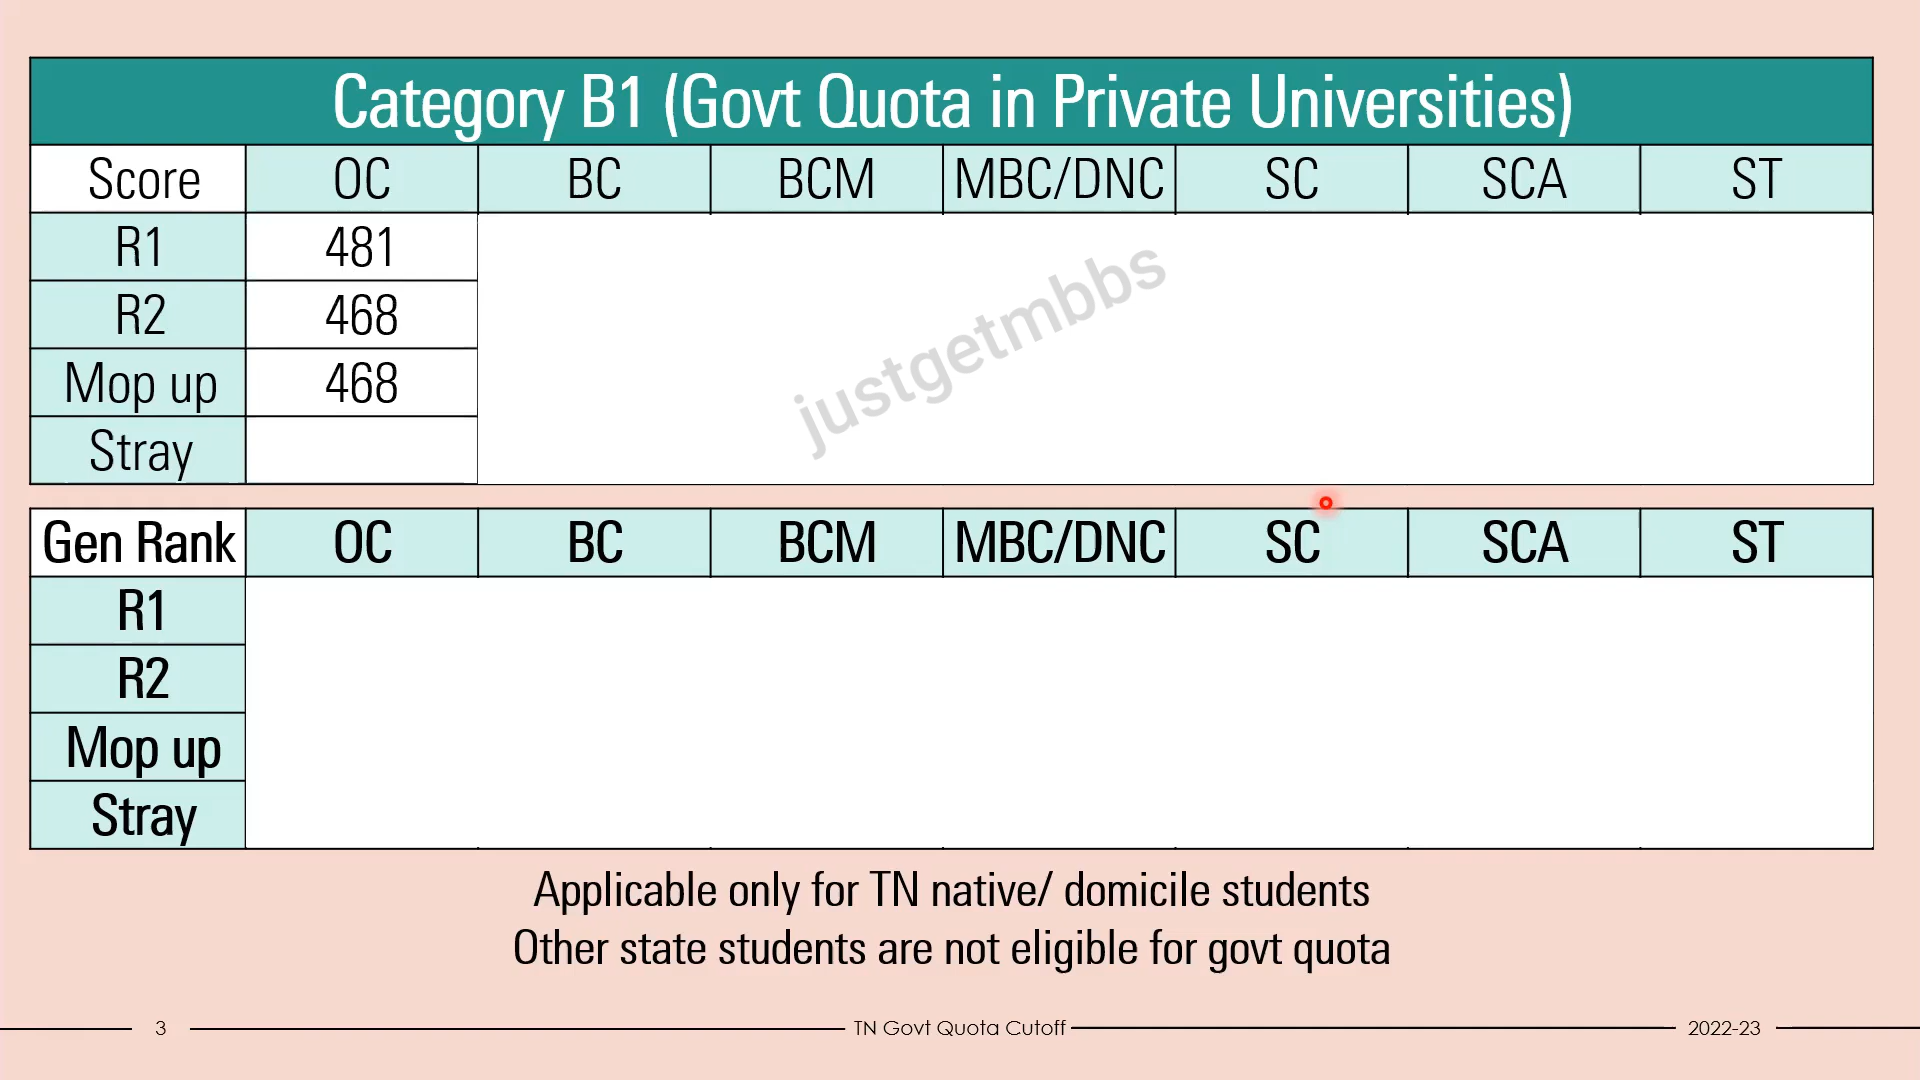 Category B1 (Govt Quota in Private Universities)
Score OC BC BCM MBC/DNC SC SCA ST
R1 481
R2 468
Mop up 468
Stray
justgetmbbs
Gen Rank OC BC BCM MBC/DNC SC SCA ST
R1
R2
Mop up
Stray
Applicable only for TN native/ domicile students
Other state students are not eligible for govt quota
3 TN Govt Quota Cutoff 2022-23